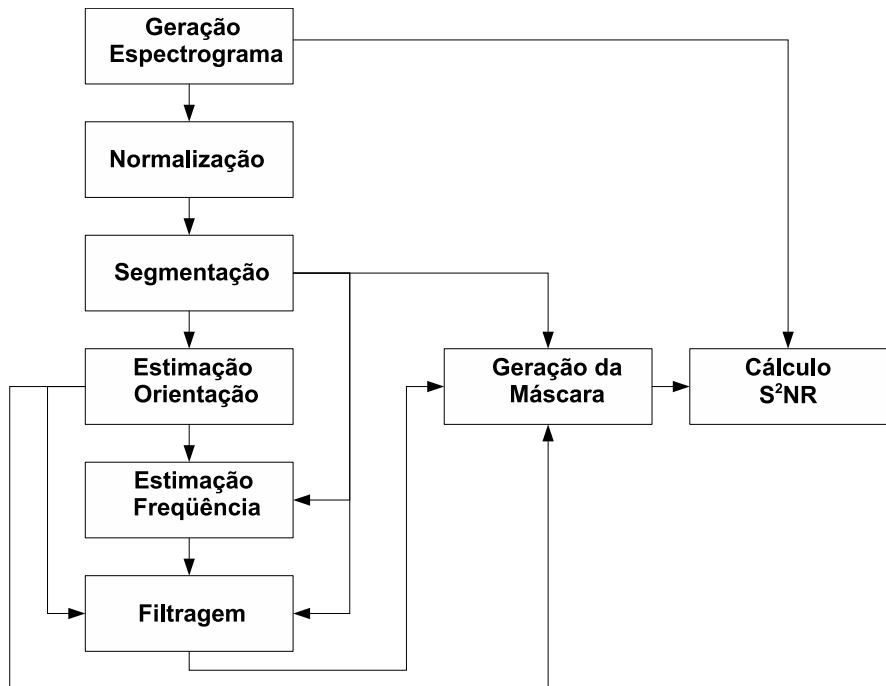 Geração
Espectrograma
Normalização
Segmentação
Estimação
Orientação
Geração da
Máscara
Cálculo
S²NR
Estimação
Freqüência
Filtragem